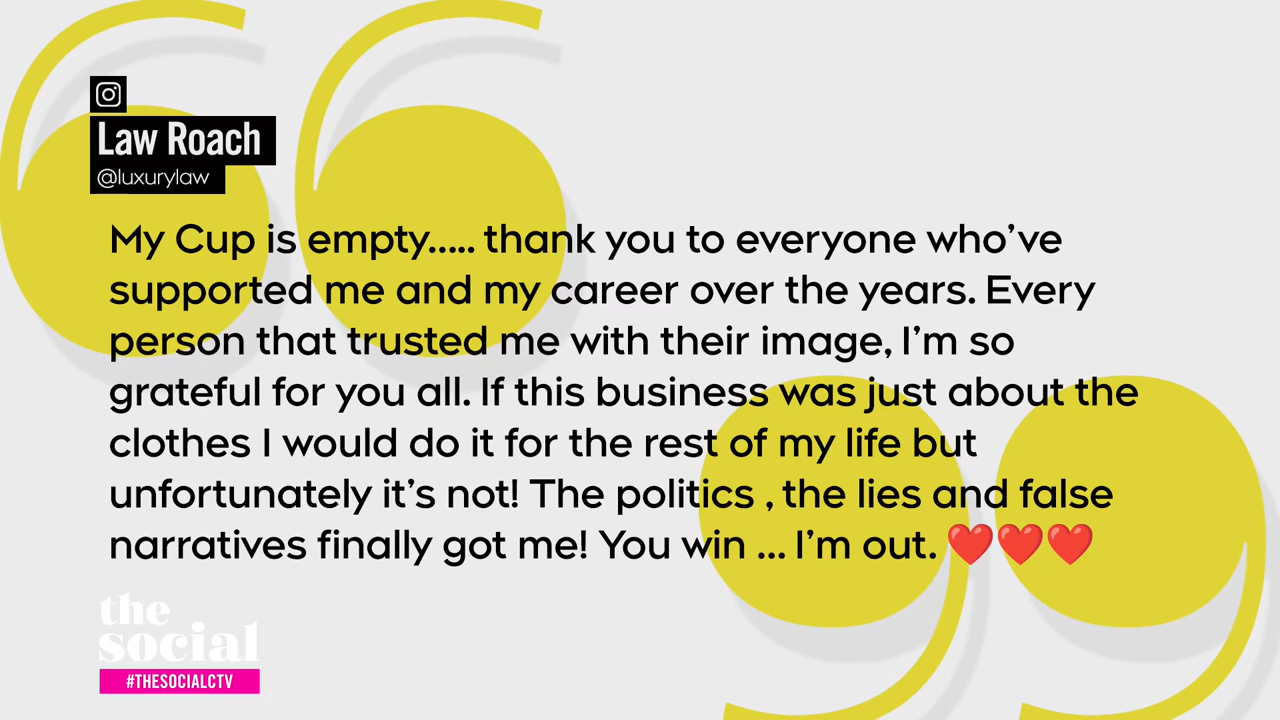 Law Roach
@luxurylaw
My Cup is empty..... thank you to everyone who’ve
supported me and my career over the years. Every
person that trusted me with their image, I’m so
grateful for you all. If this business was just about the
clothes I would do it for the rest of my life but
unfortunately it’s not! The politics , the lies and false
narratives finally got me! You win ... I’m out. ❤️❤️❤️
the
social
#THESOCIALCTV